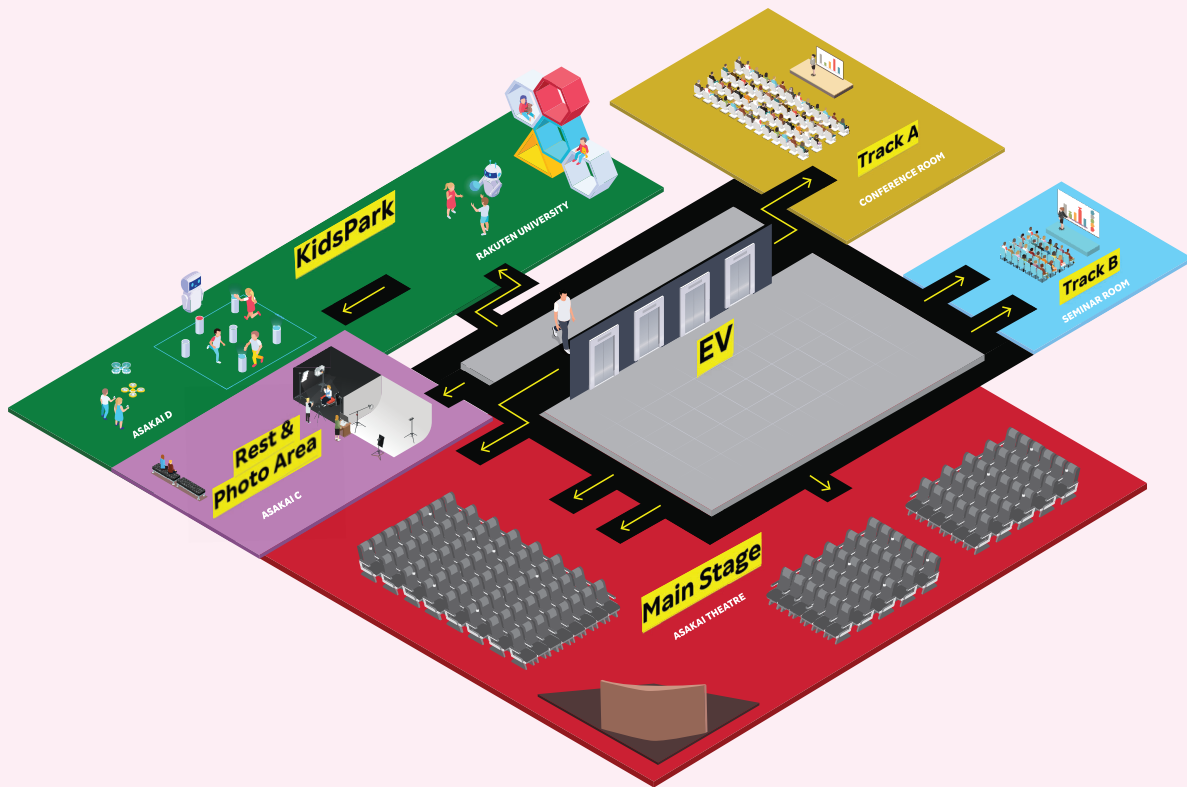 Track A
CONFERENCE ROOM
KidsPark
RAKUTEN UNIVERSITY
Track B
SEMINAR ROOM
EV
ASAKAI D
Rest &
Photo Area
ASAKAI C
Main Stage
ASAKAI THEATRE